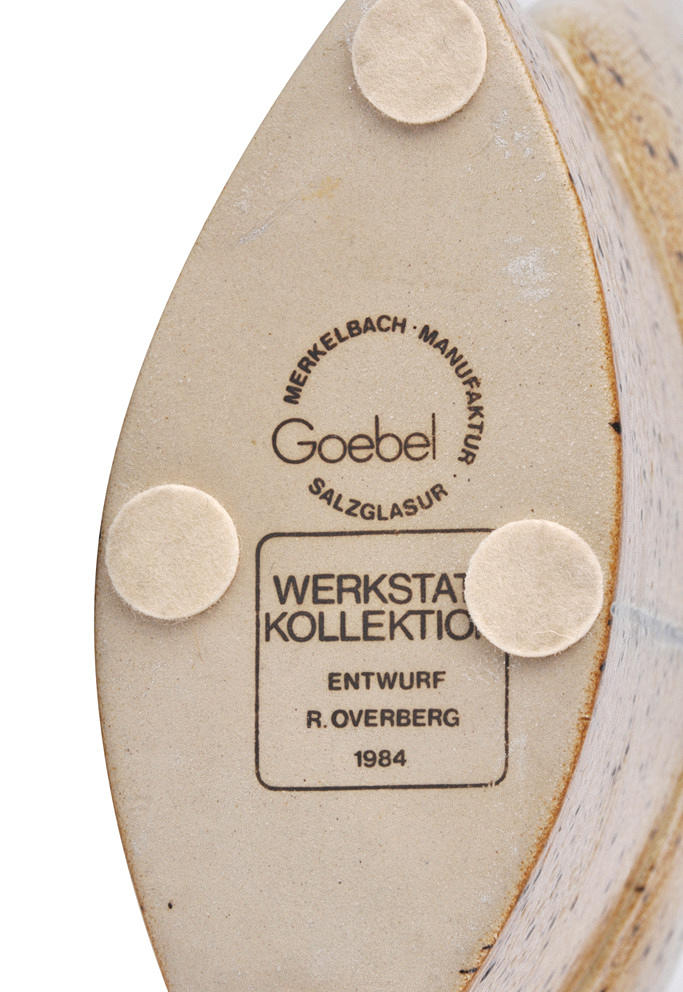 MERKELBACH · MANUFAKTUR ·
Goebel
SALZGLASUR ·
WERKSTAT
KOLLEKTIO
ENTWURF
R. OVERBERG
1984